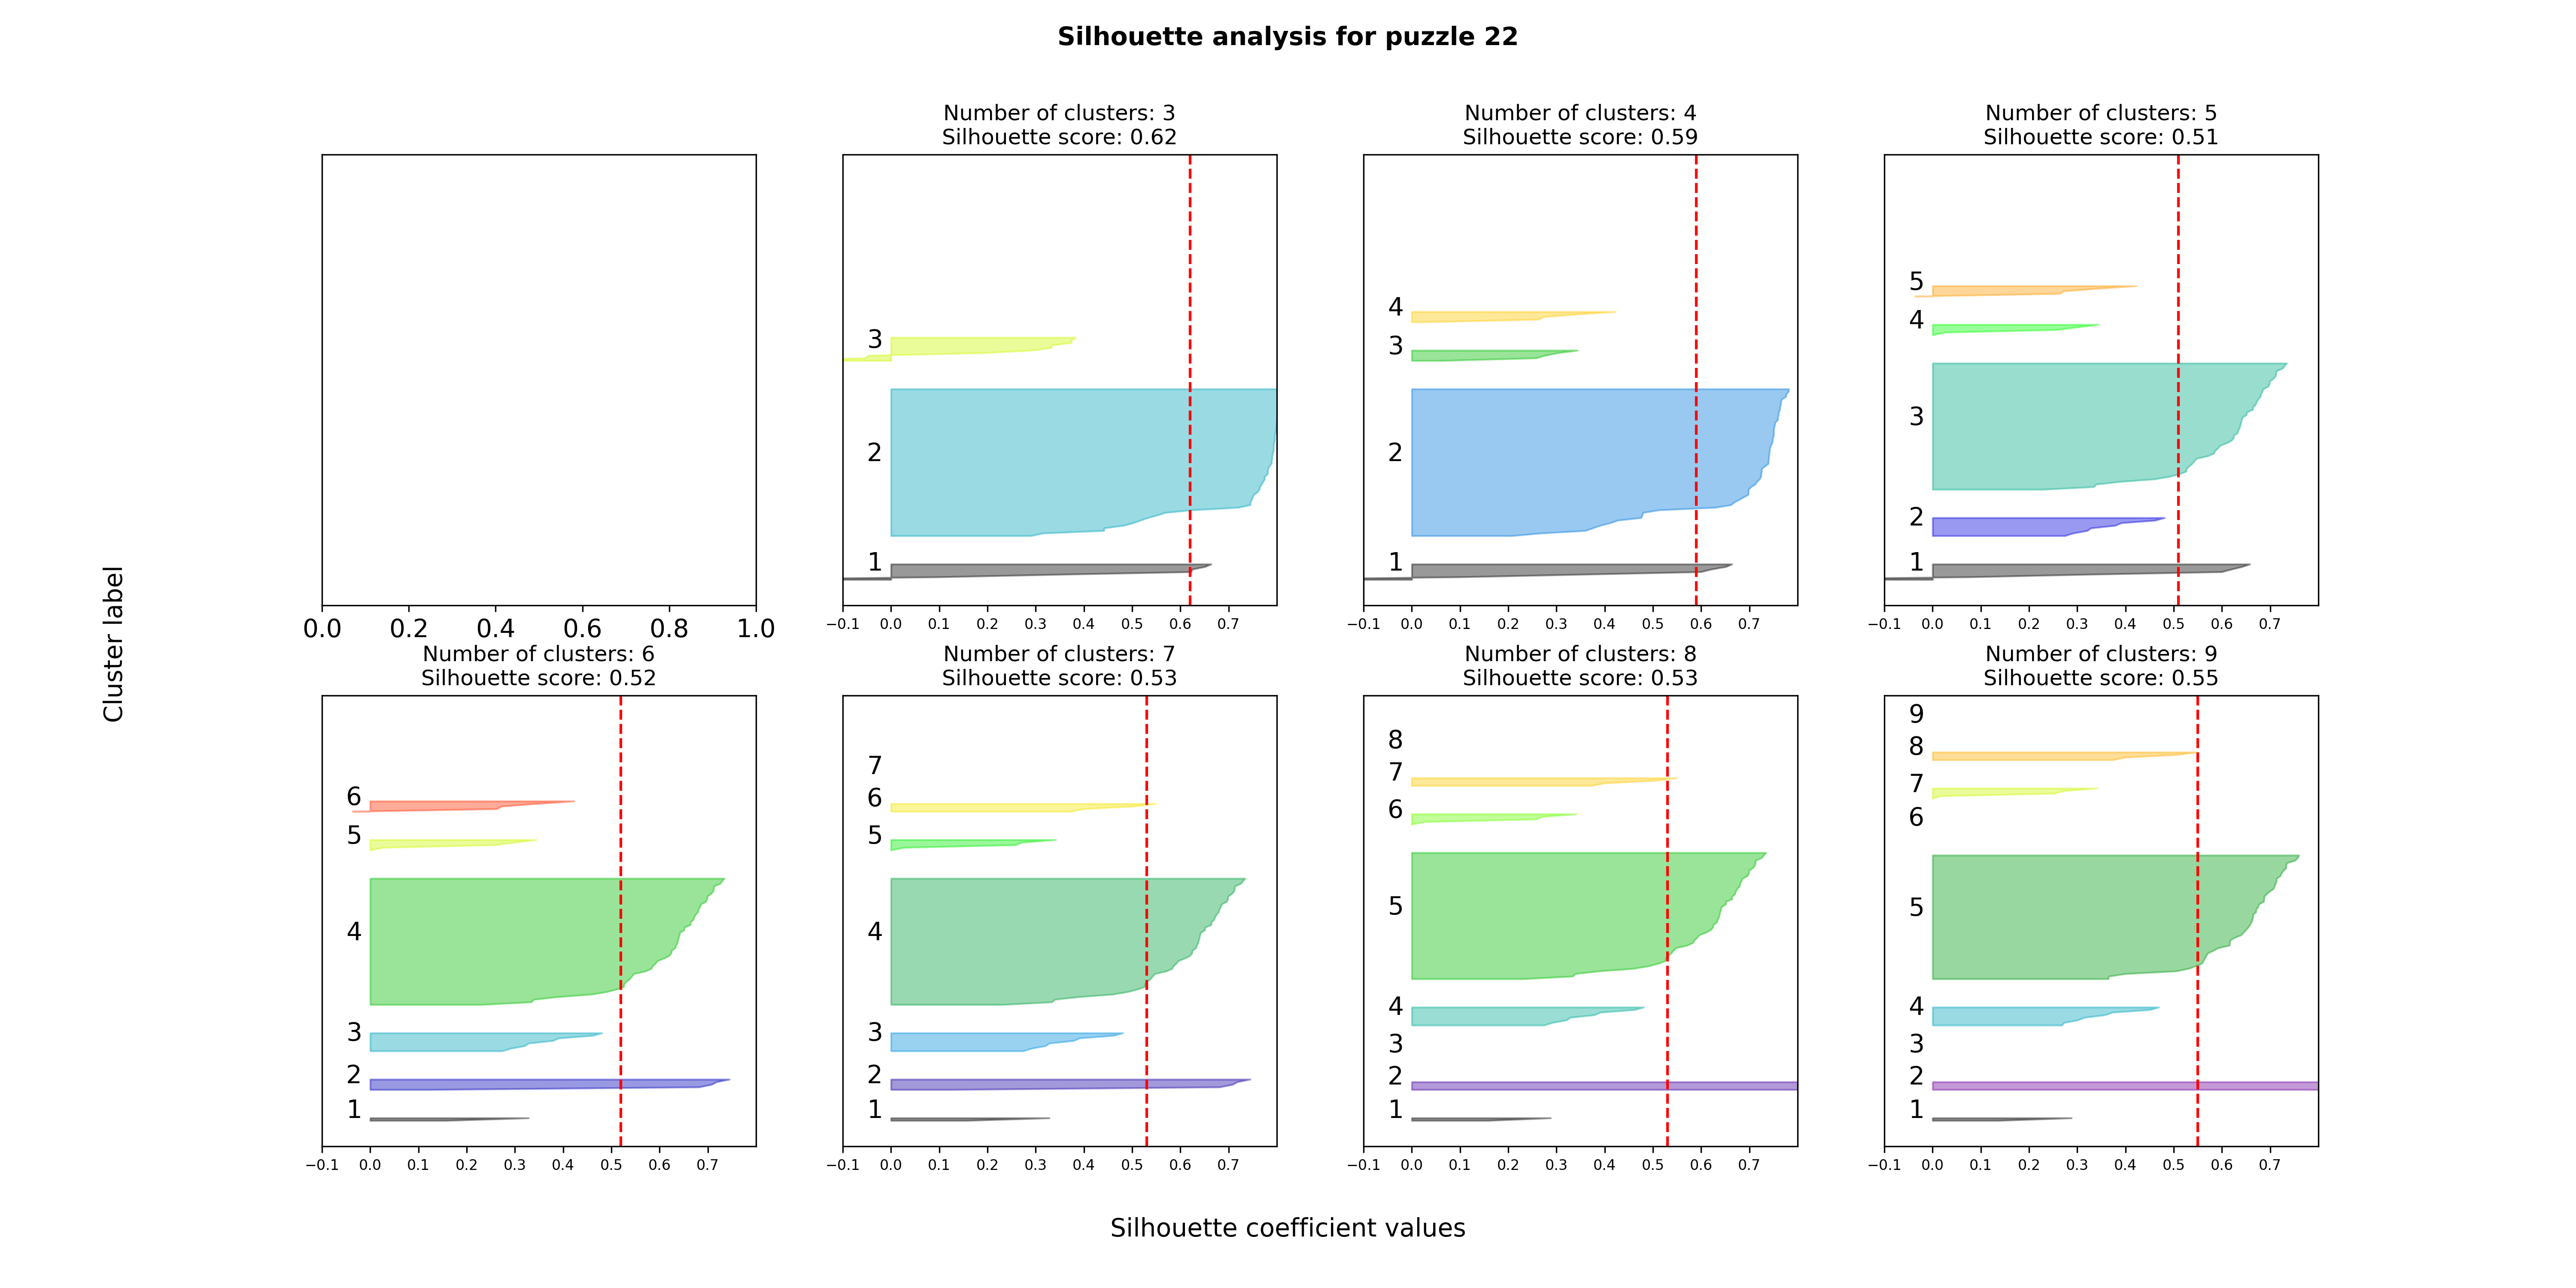 Silhouette analysis for puzzle 22
Number of clusters: 3
Silhouette score: 0.62
Number of clusters: 4
Silhouette score: 0.59
Number of clusters: 5
Silhouette score: 0.51
3
2
1
4
3
2
1
5
4
3
2
1
0.0 0.2 0.4 0.6 0.8 1.0
−0.1 0.0 0.1 0.2 0.3 0.4 0.5 0.6 0.7
−0.1 0.0 0.1 0.2 0.3 0.4 0.5 0.6 0.7
−0.1 0.0 0.1 0.2 0.3 0.4 0.5 0.6 0.7
Cluster label
Number of clusters: 6
Silhouette score: 0.52
Number of clusters: 7
Silhouette score: 0.53
Number of clusters: 8
Silhouette score: 0.53
Number of clusters: 9
Silhouette score: 0.55
6
5
4
3
2
1
7
6
5
4
3
2
1
8
7
6
5
4
3
2
1
9
8
7
6
5
4
3
2
1
−0.1 0.0 0.1 0.2 0.3 0.4 0.5 0.6 0.7
−0.1 0.0 0.1 0.2 0.3 0.4 0.5 0.6 0.7
−0.1 0.0 0.1 0.2 0.3 0.4 0.5 0.6 0.7
−0.1 0.0 0.1 0.2 0.3 0.4 0.5 0.6 0.7
Silhouette coefficient values